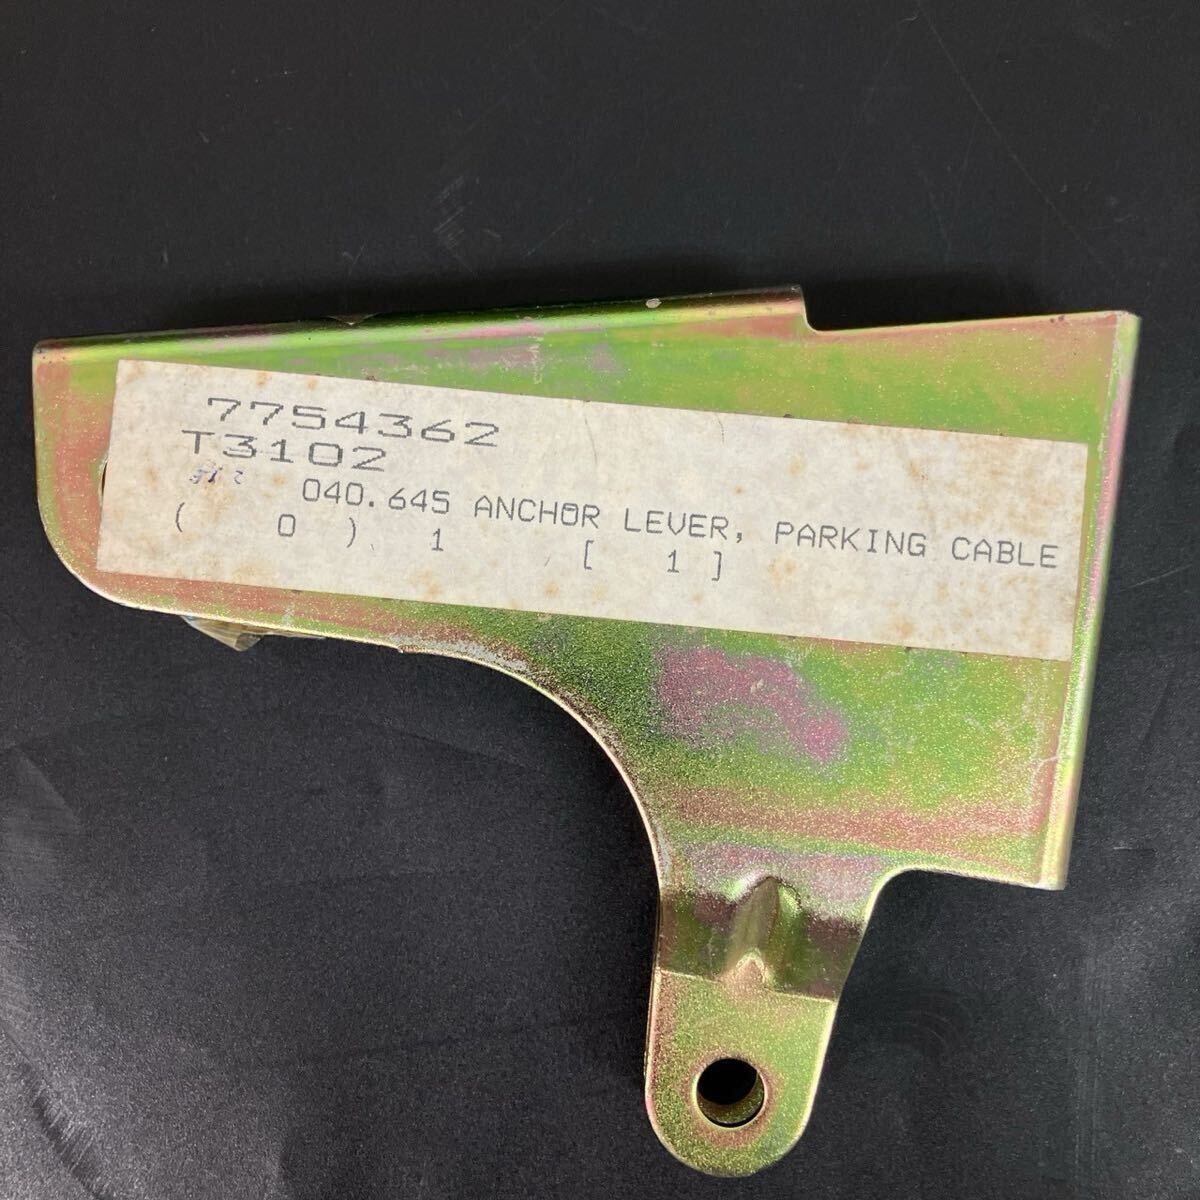 7754362
T3102
040.645 ANCHOR LEVER, PARKING CABLE
( 0 ) 1 [ 1 ]